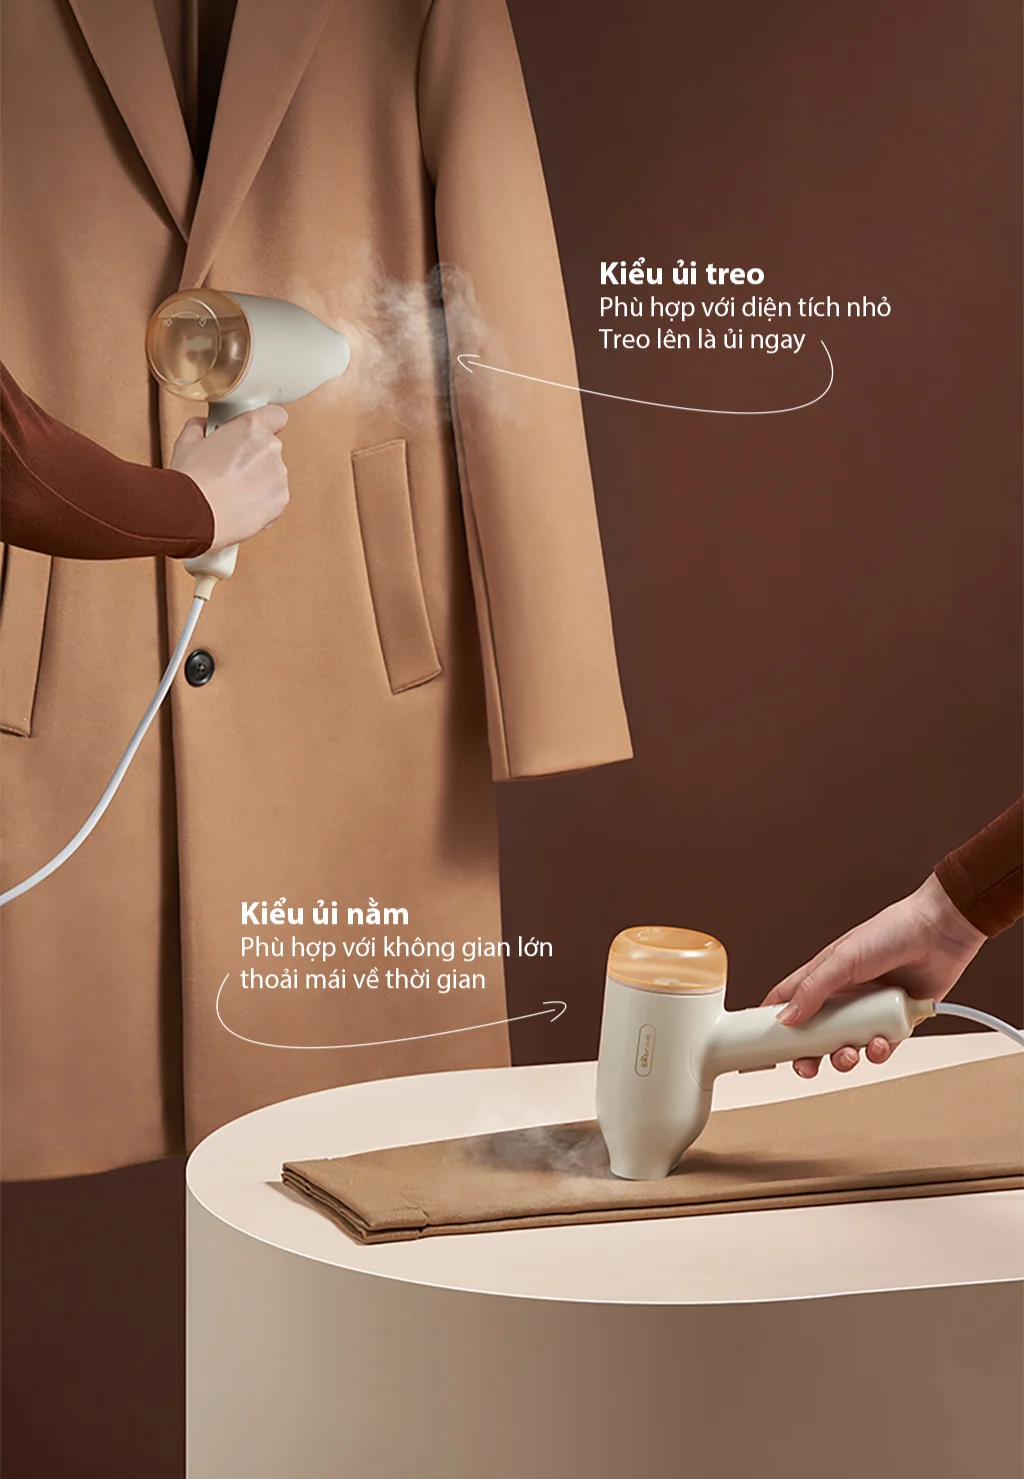 Kiểu ủi treo
Phù hợp với diện tích nhỏ
Treo lên là ủi ngay
Kiểu ủi nằm
Phù hợp với không gian lớn
thoải mái về thời gian